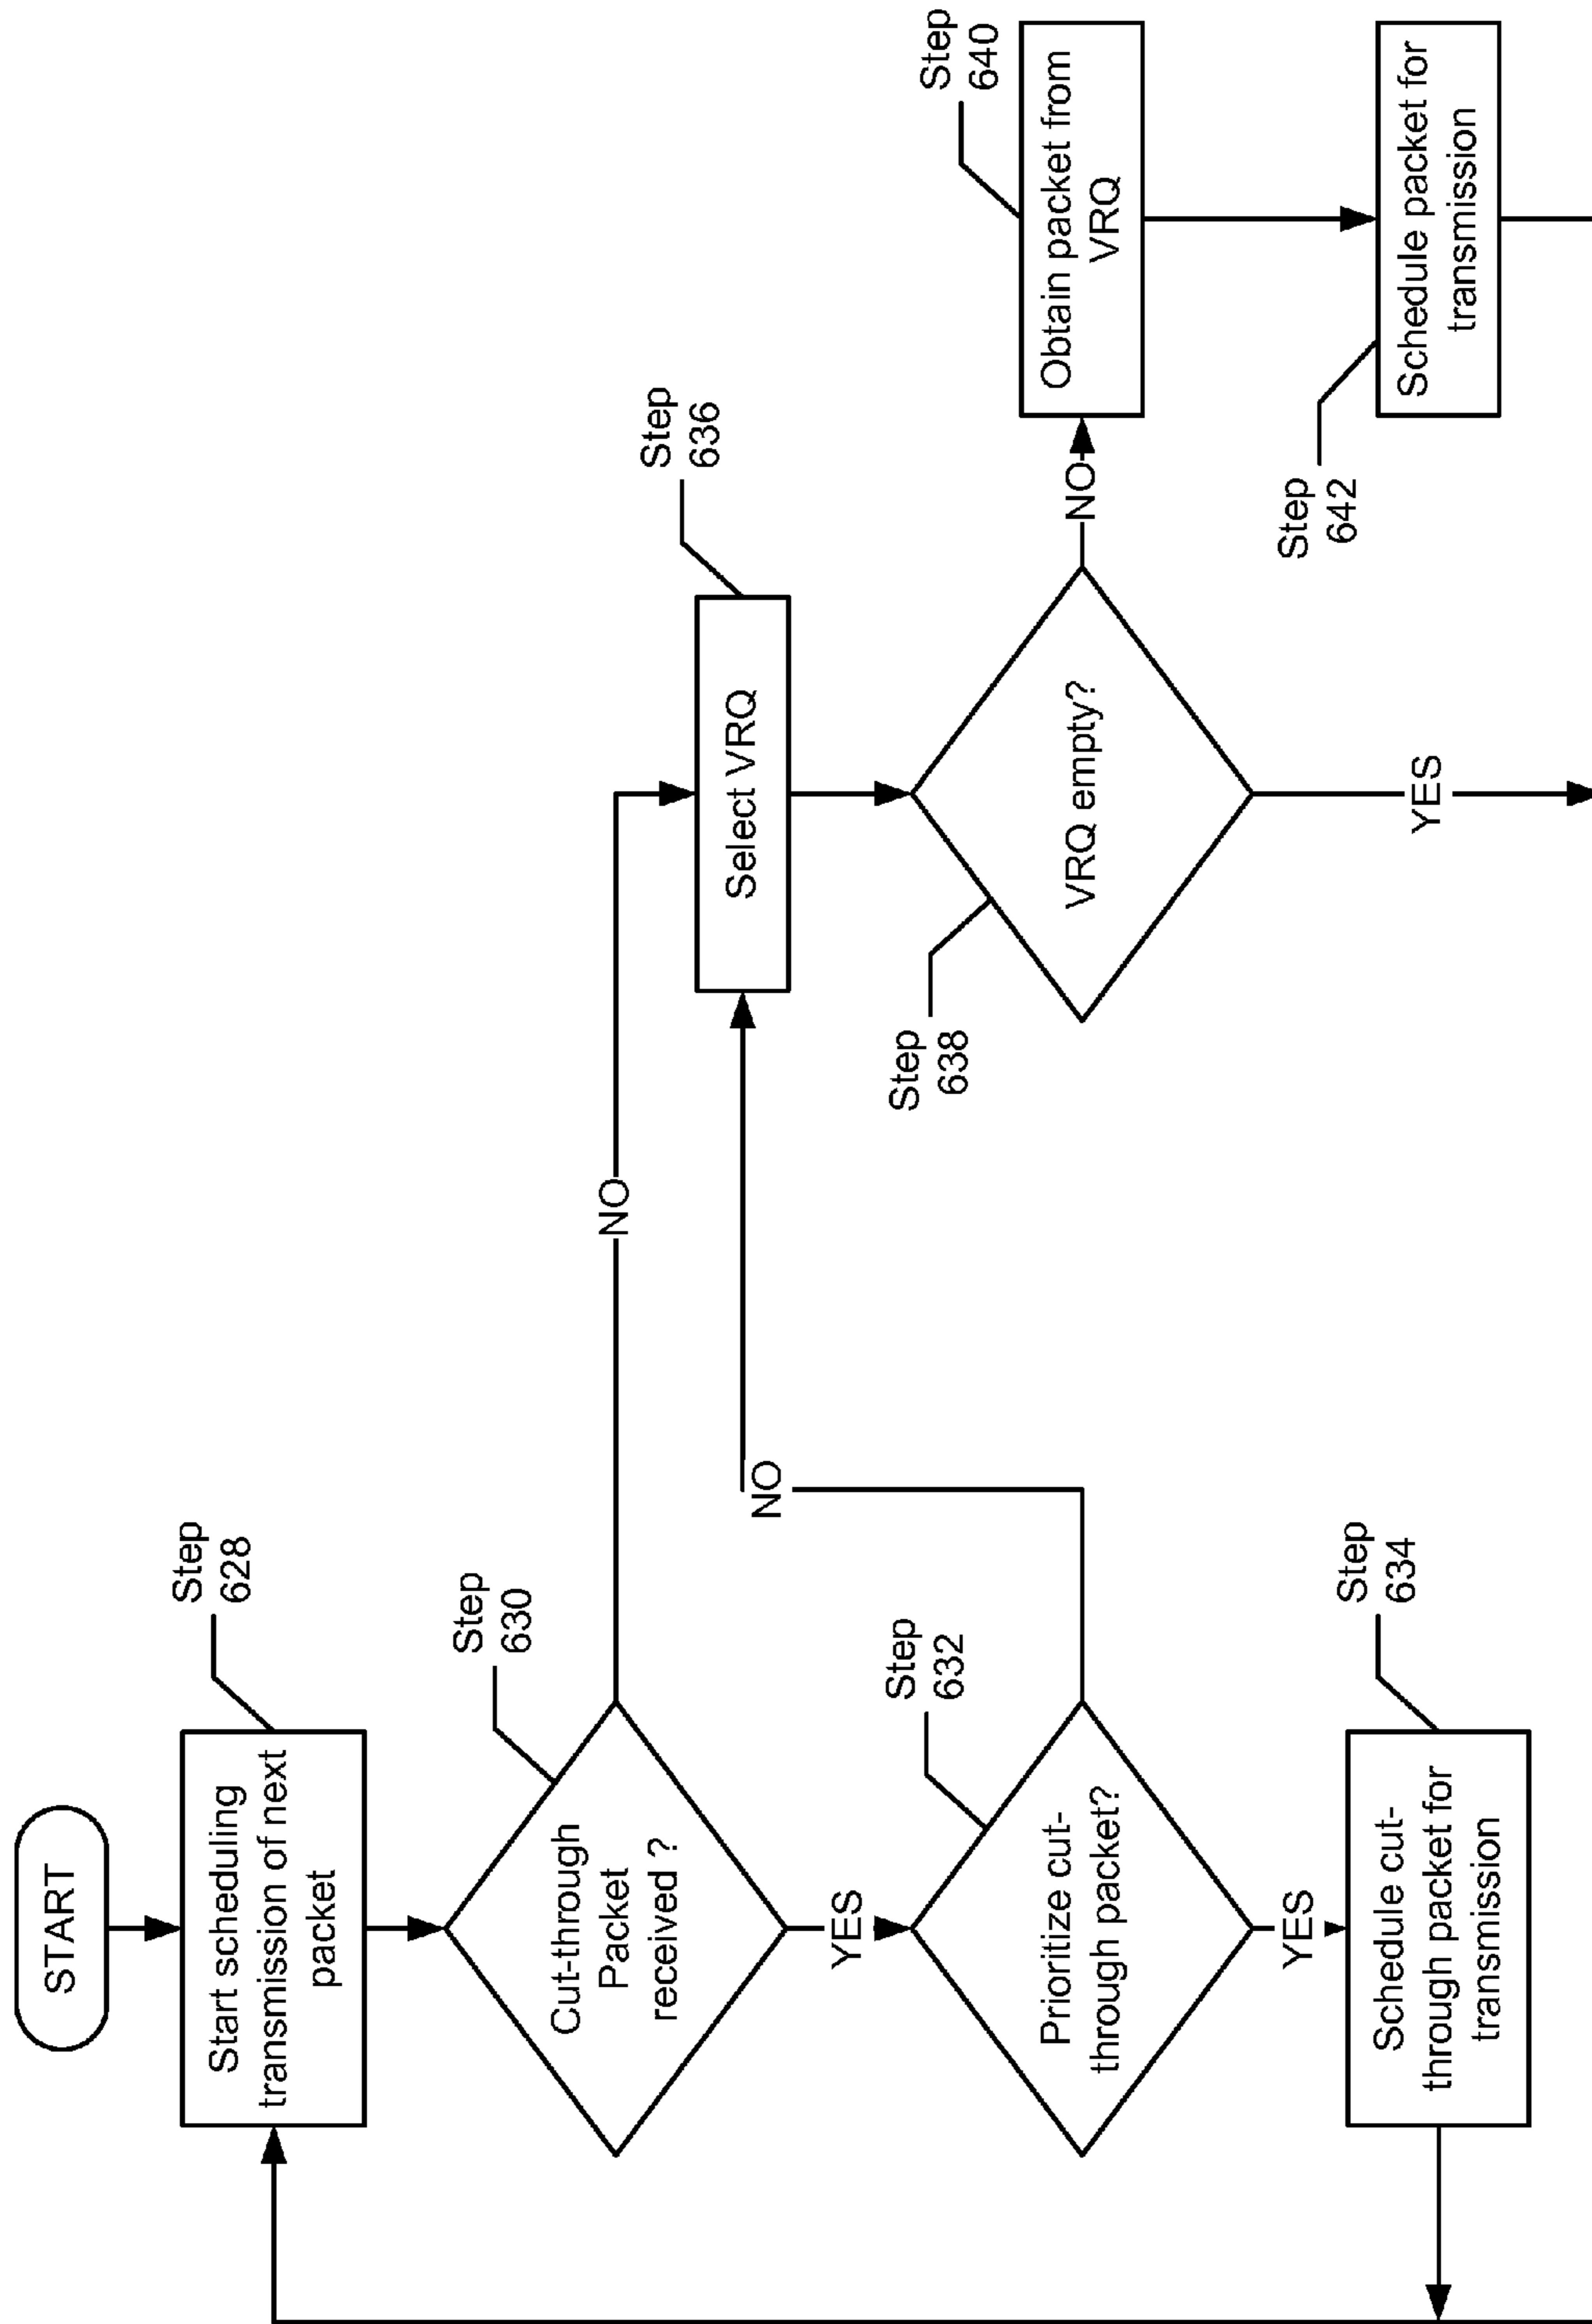 START
Step
628
Start scheduling
transmission of next
packet
Step
630
Cut-through
Packet
received ?
NO
YES
Step
632
Prioritize cut-
through packet?
NO
YES
Step
634
Schedule cut-
through packet for
transmission
Step
636
Select VRQ
Step
638
VRQ empty?
NO
YES
Step
640
Obtain packet from
VRQ
Step
642
Schedule packet for
transmission